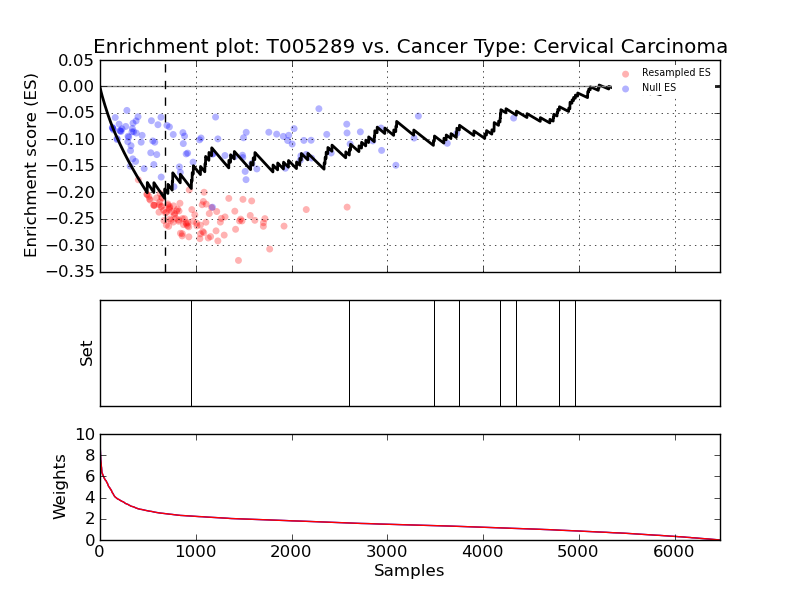 Enrichment plot: T005289 vs. Cancer Type: Cervical Carcinoma
Enrichment score (ES)
0.05
0.00
−0.05
−0.10
−0.15
−0.20
−0.25
−0.30
−0.35
Resampled ES
Null ES
Set
Weights
10
8
6
4
2
0
0 1000 2000 3000 4000 5000 6000
Samples